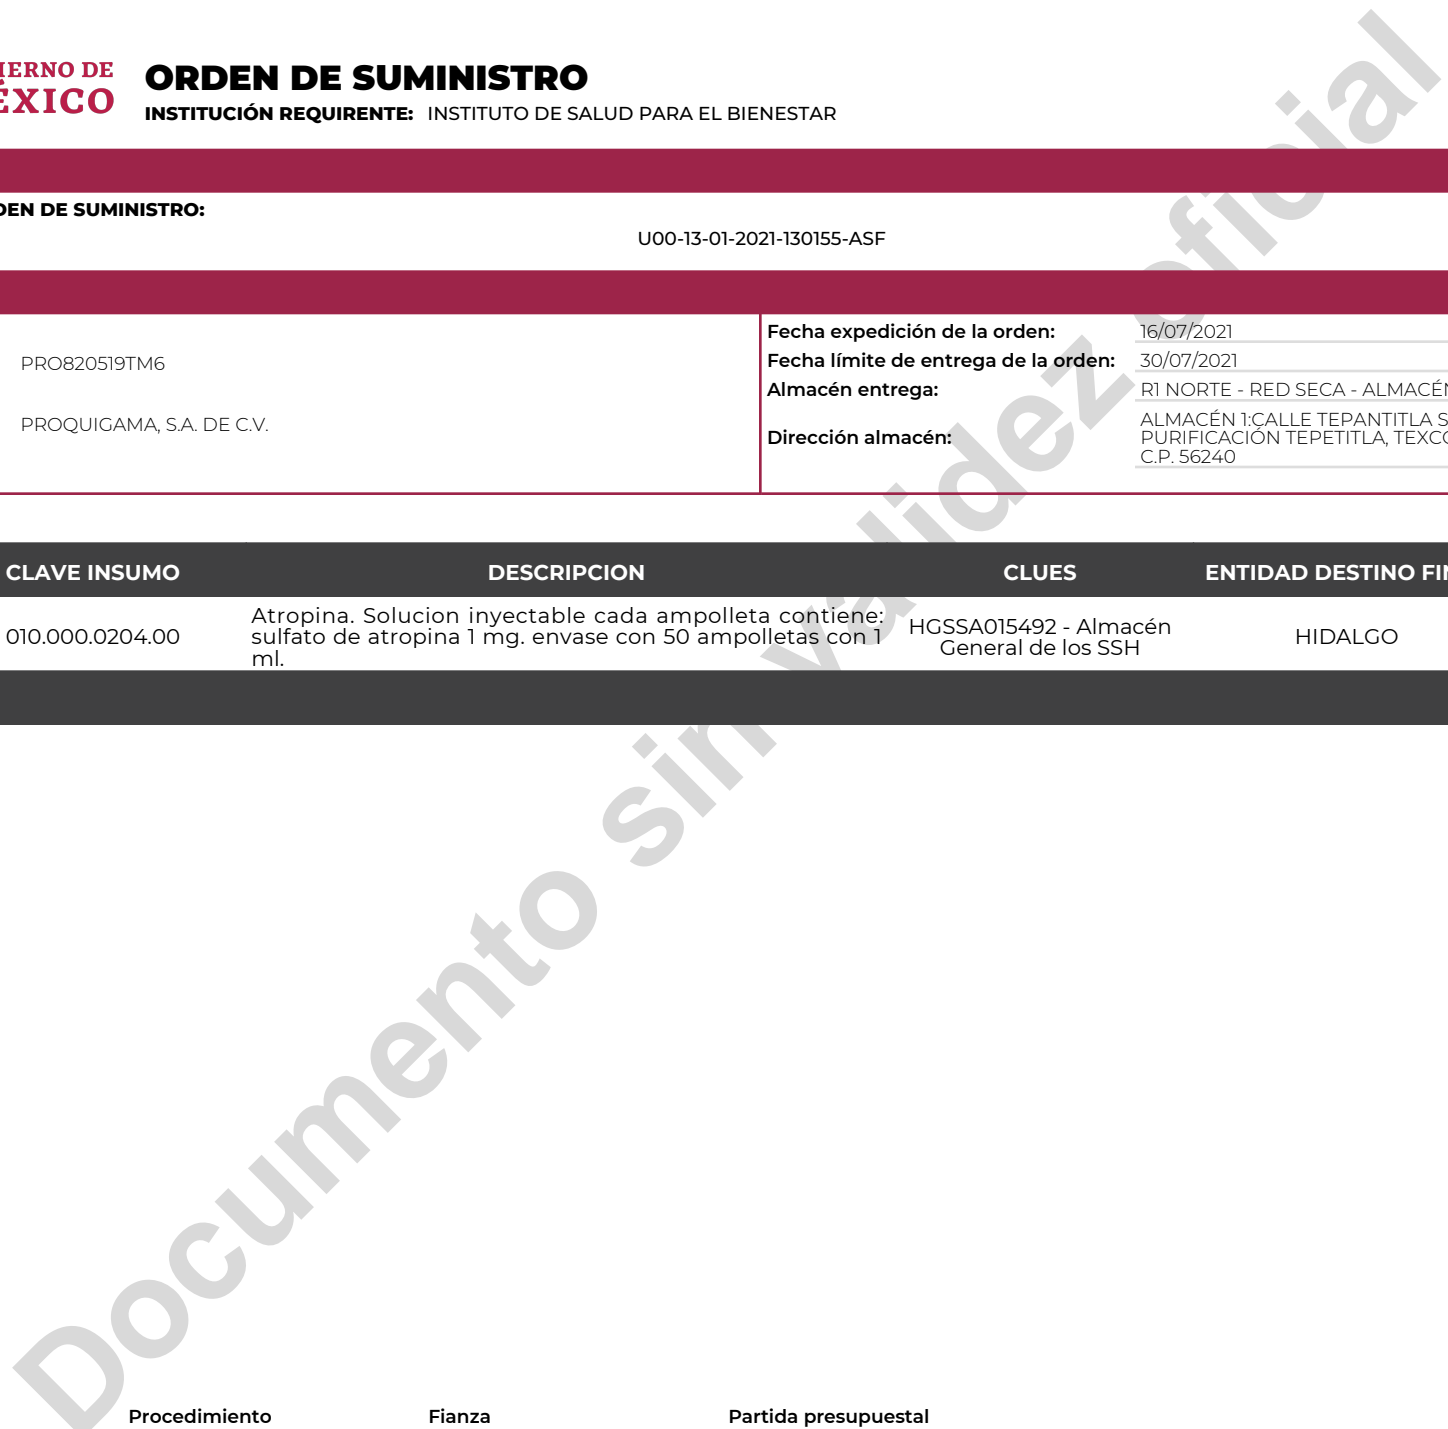 IERNO DE
ÉXICO
ORDEN DE SUMINISTRO
INSTITUCIÓN REQUIRENTE: INSTITUTO DE SALUD PARA EL BIENESTAR
DEN DE SUMINISTRO:
U00-13-01-2021-130155-ASF
PRO820519TM6
PROQUIGAMA, S.A. DE C.V.
Fecha expedición de la orden: 16/07/2021
Fecha límite de entrega de la orden: 30/07/2021
Almacén entrega: R1 NORTE - RED SECA - ALMACÉN
Dirección almacén: ALMACÉN 1:CALLE TEPANTITLA S
PURIFICACIÓN TEPETITLA, TEXCO
C.P. 56240
CLAVE INSUMO DESCRIPCION CLUES ENTIDAD DESTINO FIN
010.000.0204.00
Atropina. Solucion inyectable cada ampolleta contiene:
sulfato de atropina 1 mg. envase con 50 ampolletas con 1
ml.
HGSSA015492 - Almacén
General de los SSH
HIDALGO
Documento sin validez oficial
Procedimiento Fianza Partida presupuestal